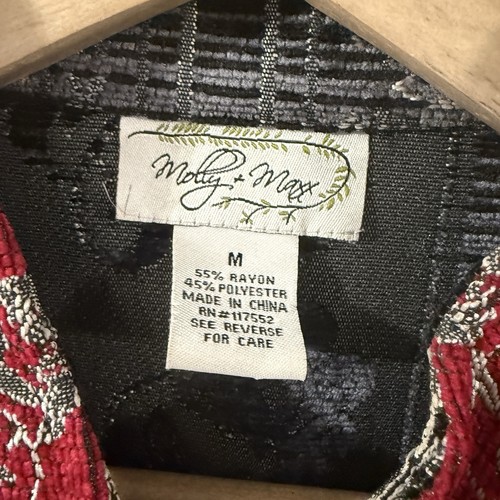 Molly + Maxx
M
55% RAYON
45% POLYESTER
MADE IN CHINA
RN#117552
SEE REVERSE
FOR CARE